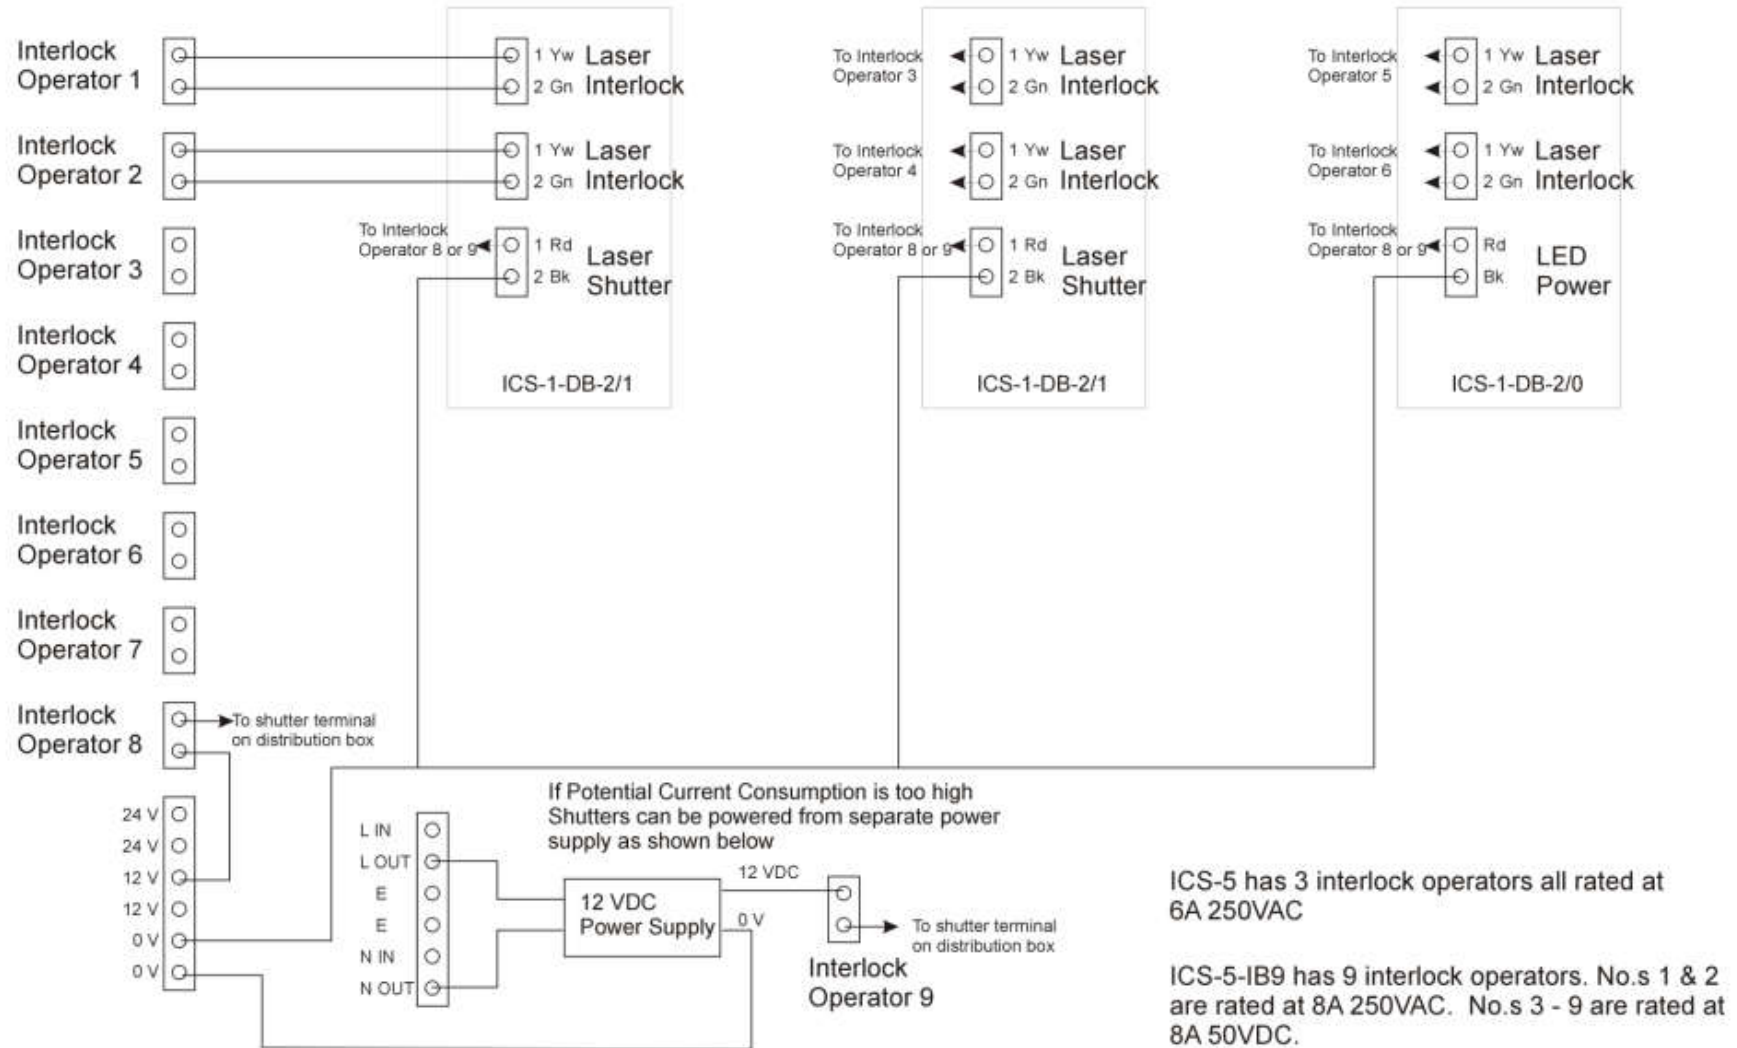 Interlock
Operator 1
1 Yw Laser
2 Gn Interlock
To Interlock
Operator 3
1 Yw Laser
2 Gn Interlock
To Interlock
Operator 5
1 Yw Laser
2 Gn Interlock
Interlock
Operator 2
1 Yw Laser
2 Gn Interlock
To Interlock
Operator 4
1 Yw Laser
2 Gn Interlock
To Interlock
Operator 6
1 Yw Laser
2 Gn Interlock
Interlock
Operator 3
To Interlock
Operator 8 or 9
1 Rd
2 Bk
Laser
Shutter
To Interlock
Operator 8 or 9
1 Rd
2 Bk
Laser
Shutter
To Interlock
Operator 8 or 9
Rd
Bk
LED
Power
Interlock
Operator 4
ICS-1-DB-2/1
ICS-1-DB-2/1
ICS-1-DB-2/0
Interlock
Operator 5
Interlock
Operator 6
Interlock
Operator 7
Interlock
Operator 8
To shutter terminal
on distribution box
24 V
24 V
12 V
12 V
0 V
0 V
L IN
L OUT
E
E
N IN
N OUT
If Potential Current Consumption is too high
Shutters can be powered from separate power
supply as shown below
12 VDC
Power Supply
12 VDC
0 V
To shutter terminal
on distribution box
Interlock
Operator 9
ICS-5 has 3 interlock operators all rated at
6A 250VAC
ICS-5-IB9 has 9 interlock operators. No.s 1 & 2
are rated at 8A 250VAC. No.s 3 - 9 are rated at
8A 50VDC.